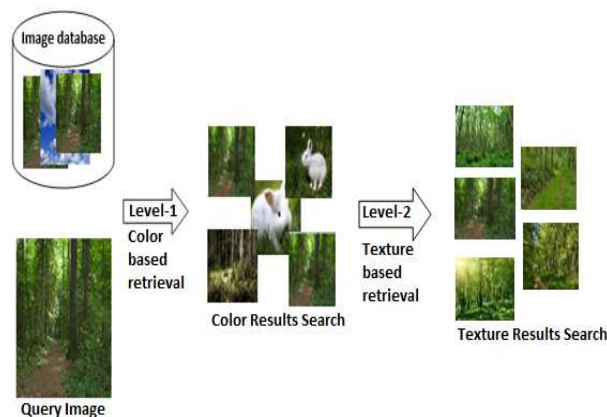 Image database
Level-1
Color
based
retrieval
Level-2
Texture
based
retrieval
Color Results Search
Texture Results Search
Query Image